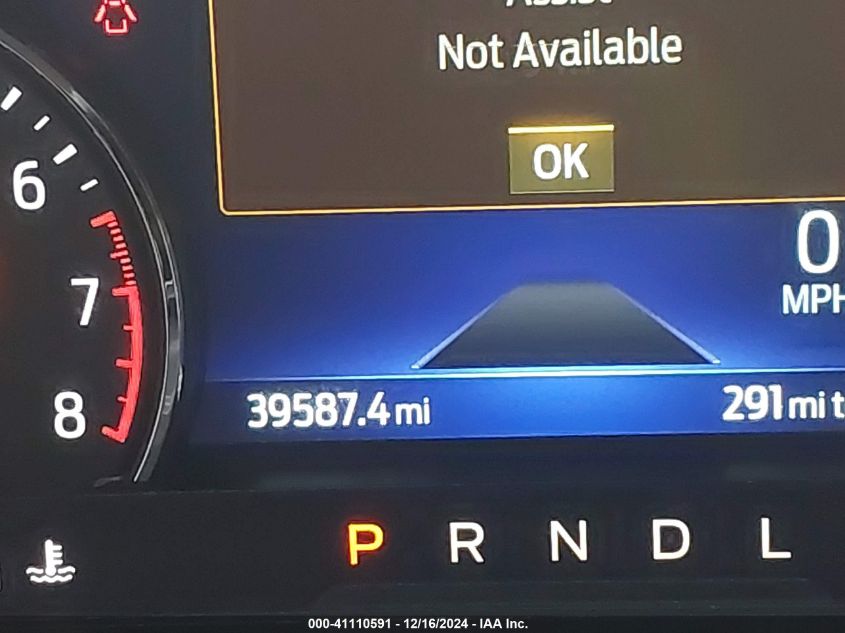 Assist
Not Available
OK
6
7
8
0
MPH
39587.4 mi
291 mi t
P R N D L
000-41110591 - 12/16/2024 - IAA Inc.